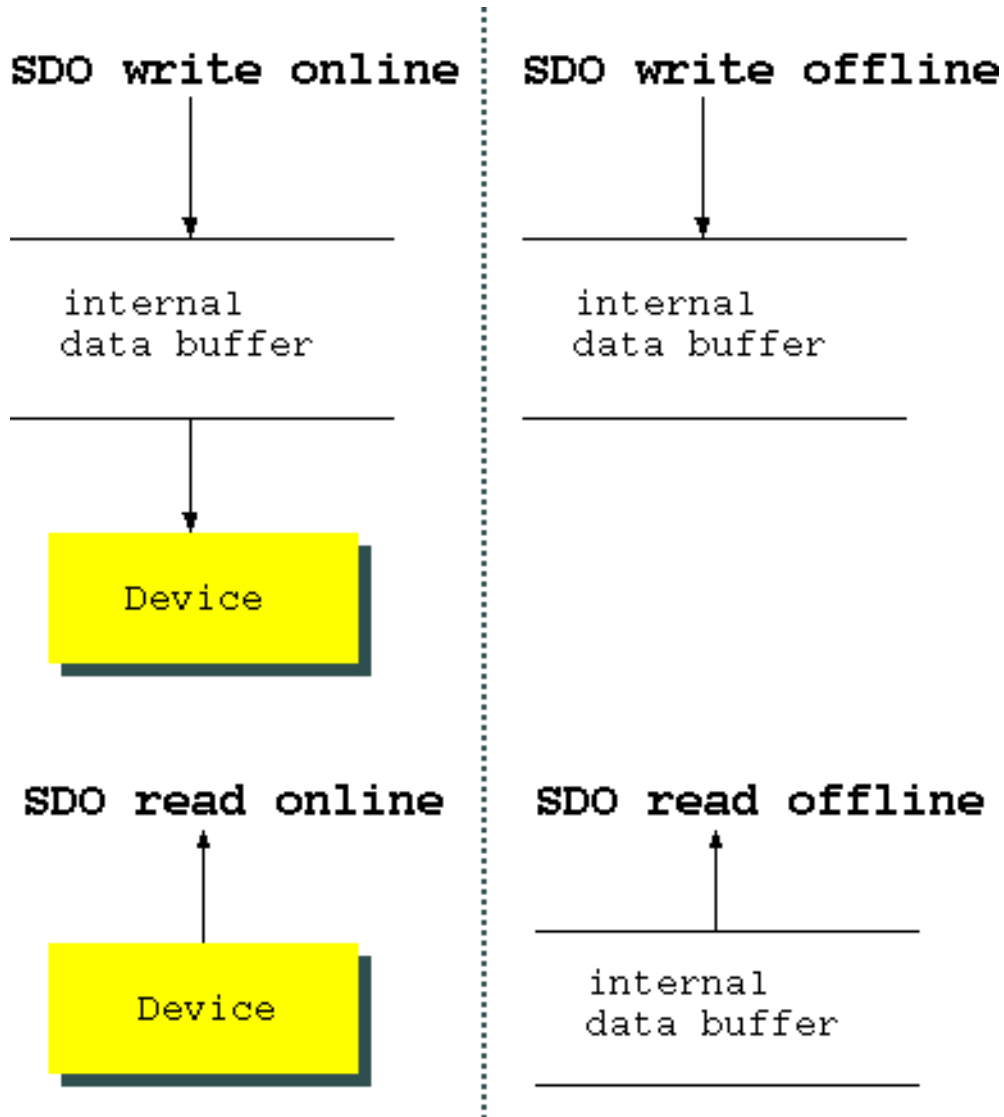 SDO write online
internal
data buffer
Device
SDO write offline
internal
data buffer
SDO read online
Device
SDO read offline
internal
data buffer